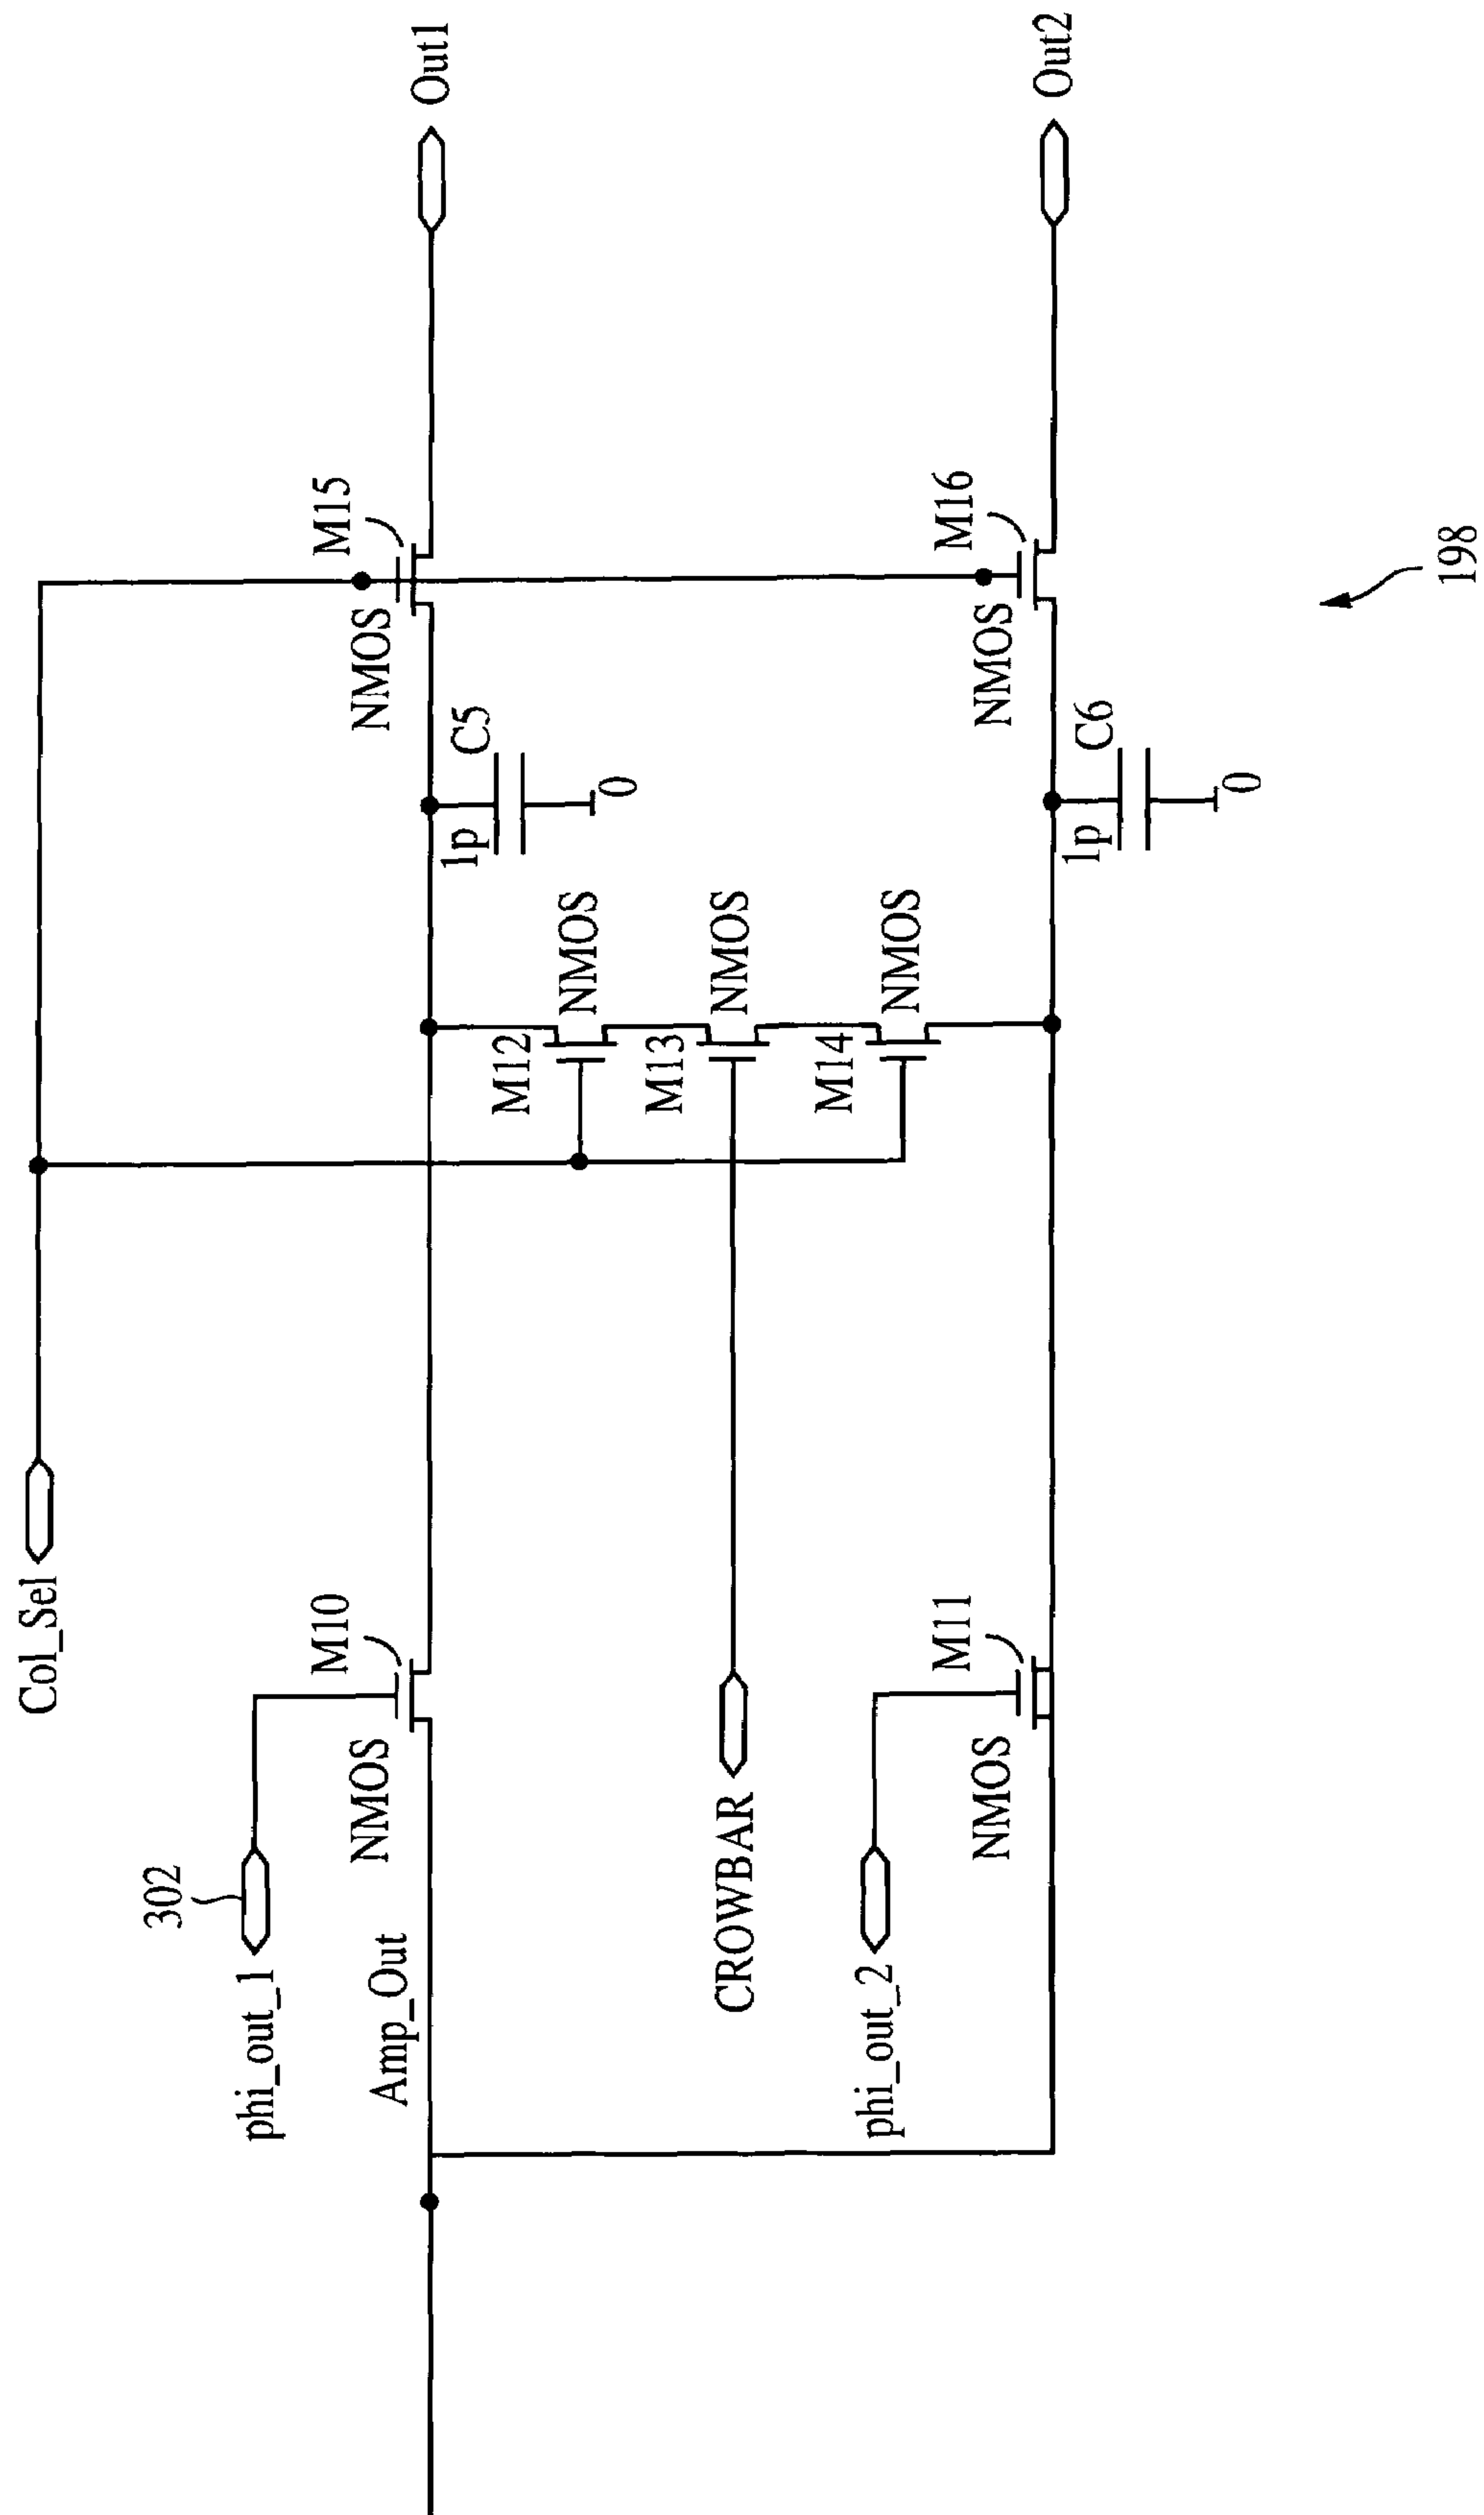 Col_Sel
302
phi_out_1
M10
NMOS
Amp_Out
M15
NMOS
Out1
1p
C5
0
M12
NMOS
M13
NMOS
M14
NMOS
CROWBAR
phi_out_2
M11
NMOS
M16
NMOS
Out2
1p
C6
0
198